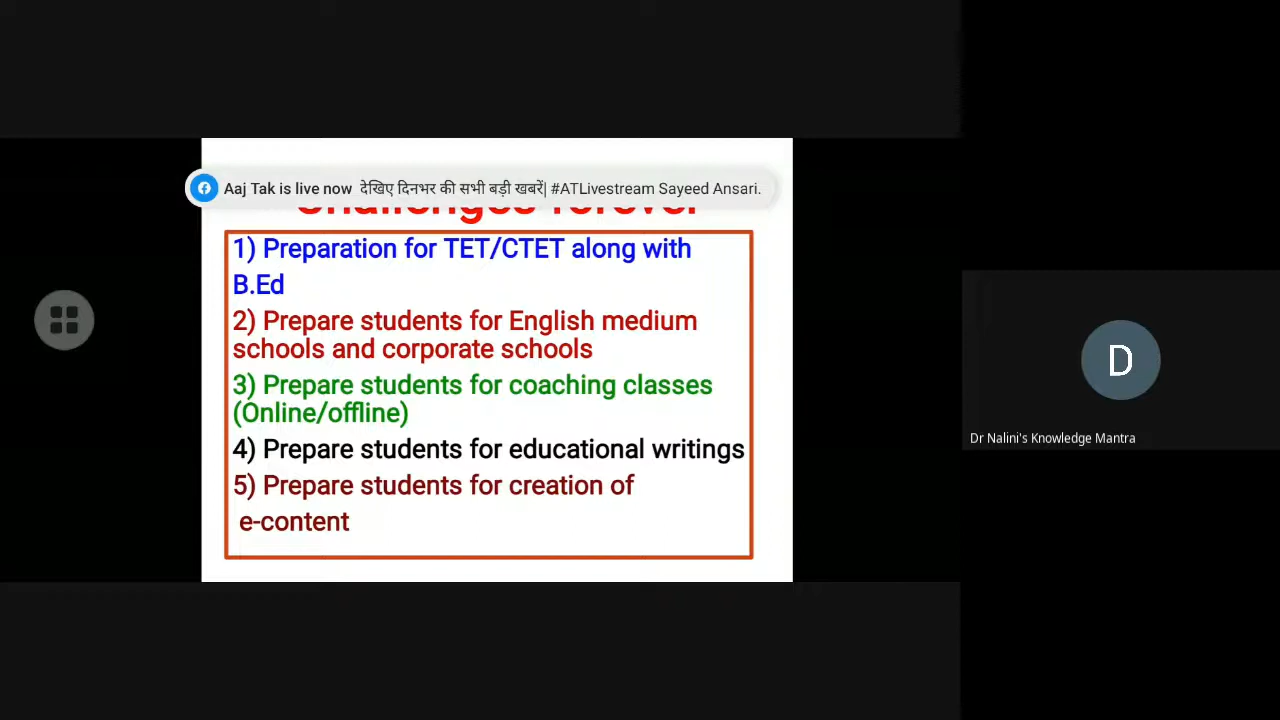 Aaj Tak is live now देखिए दिनभर की सभी बड़ी खबरें| #ATLivestream Sayeed Ansari.
Challenges forever
1) Preparation for TET/CTET along with
B.Ed
2) Prepare students for English medium
schools and corporate schools
3) Prepare students for coaching classes
(Online/offline)
4) Prepare students for educational writings
5) Prepare students for creation of
e-content
D
Dr Nalini's Knowledge Mantra